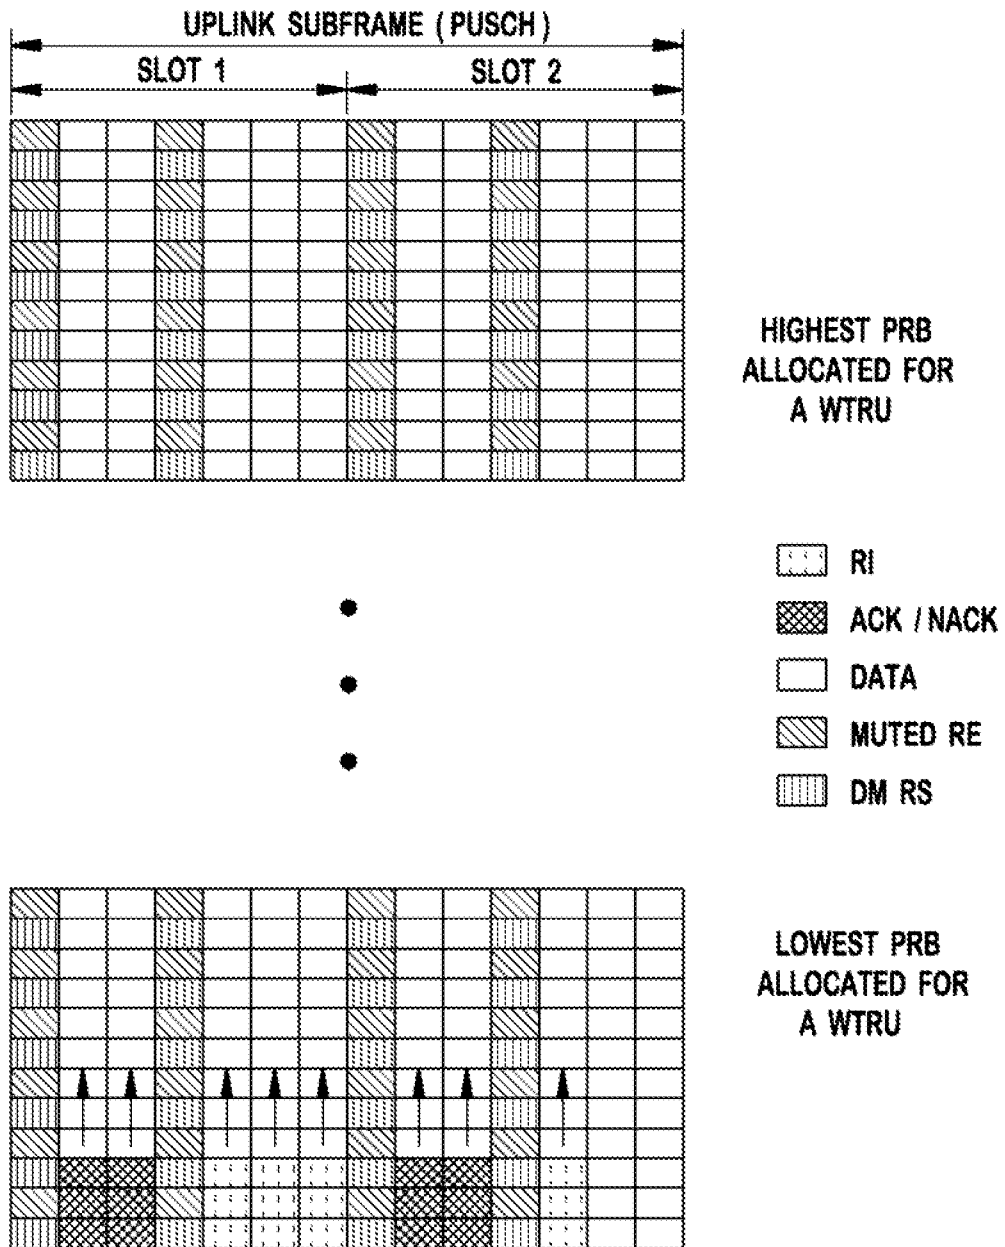 UPLINK SUBFRAME (PUSCH)
SLOT 1 SLOT 2
HIGHEST PRB
ALLOCATED FOR
A WTRU
RI
ACK / NACK
DATA
MUTED RE
DM RS
LOWEST PRB
ALLOCATED FOR
A WTRU